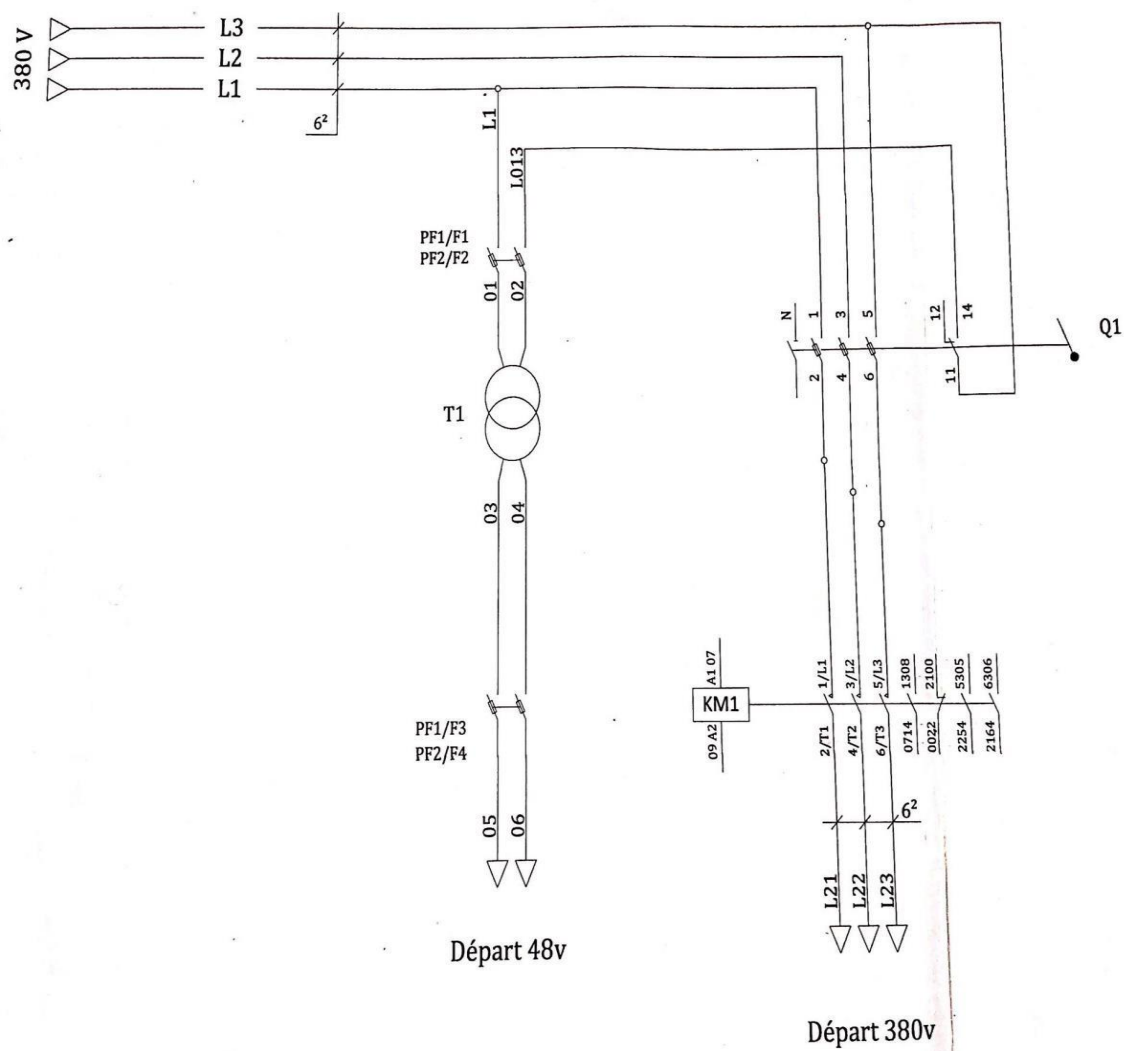 380 V
L3
L2
L1
6²
L1
L013
PF1/F1
PF2/F2
01
02
N
1
3
5
12
14
Q1
2
4
6
11
T1
03
04
A1 07
KM1
09 A2
1/L1
3/L2
5/L3
1308
2100
5305
6306
2/T1
4/T2
6/T3
0714
0022
2254
2164
PF1/F3
PF2/F4
05
06
6²
L21
L22
L23
Départ 48v
Départ 380v